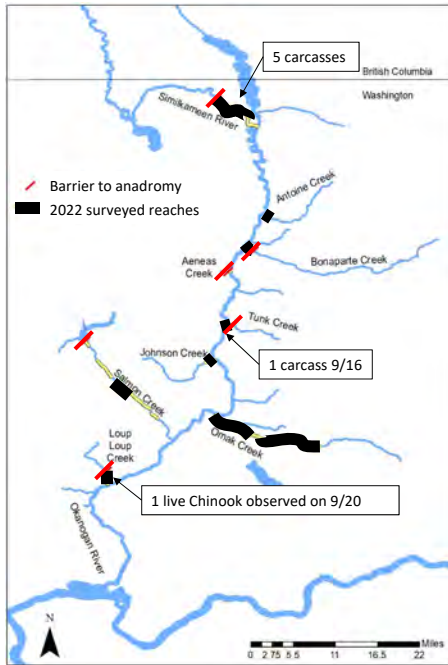 5 carcasses
British Columbia
Washington
Similkameen River
Barrier to anadromy
2022 surveyed reaches
Antoine Creek
Bonaparte Creek
Aeneas
Creek
Tunk Creek
Johnson Creek
1 carcass 9/16
Salmon Creek
Loup
Loup
Creek
Omak Creek
1 live Chinook observed on 9/20
Okanogan River
N
Miles
0 2.75 5.5 11 16.5 22